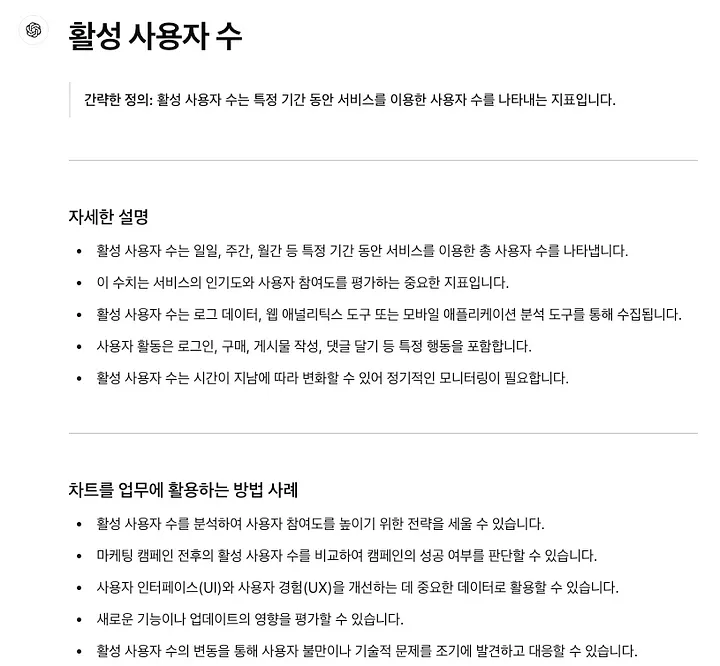 활성 사용자 수
간략한 정의: 활성 사용자 수는 특정 기간 동안 서비스를 이용한 사용자 수를 나타내는 지표입니다.
자세한 설명
• 활성 사용자 수는 일일, 주간, 월간 등 특정 기간 동안 서비스를 이용한 총 사용자 수를 나타냅니다.
• 이 수치는 서비스의 인기도와 사용자 참여도를 평가하는 중요한 지표입니다.
• 활성 사용자 수는 로그 데이터, 웹 애널리틱스 도구 또는 모바일 애플리케이션 분석 도구를 통해 수집됩니다.
• 사용자 활동은 로그인, 구매, 게시물 작성, 댓글 달기 등 특정 행동을 포함합니다.
• 활성 사용자 수는 시간이 지남에 따라 변화할 수 있어 정기적인 모니터링이 필요합니다.
차트를 업무에 활용하는 방법 사례
• 활성 사용자 수를 분석하여 사용자 참여도를 높이기 위한 전략을 세울 수 있습니다.
• 마케팅 캠페인 전후의 활성 사용자 수를 비교하여 캠페인의 성공 여부를 판단할 수 있습니다.
• 사용자 인터페이스(UI)와 사용자 경험(UX)을 개선하는 데 중요한 데이터로 활용할 수 있습니다.
• 새로운 기능이나 업데이트의 영향을 평가할 수 있습니다.
• 활성 사용자 수의 변동을 통해 사용자 불만이나 기술적 문제를 조기에 발견하고 대응할 수 있습니다.